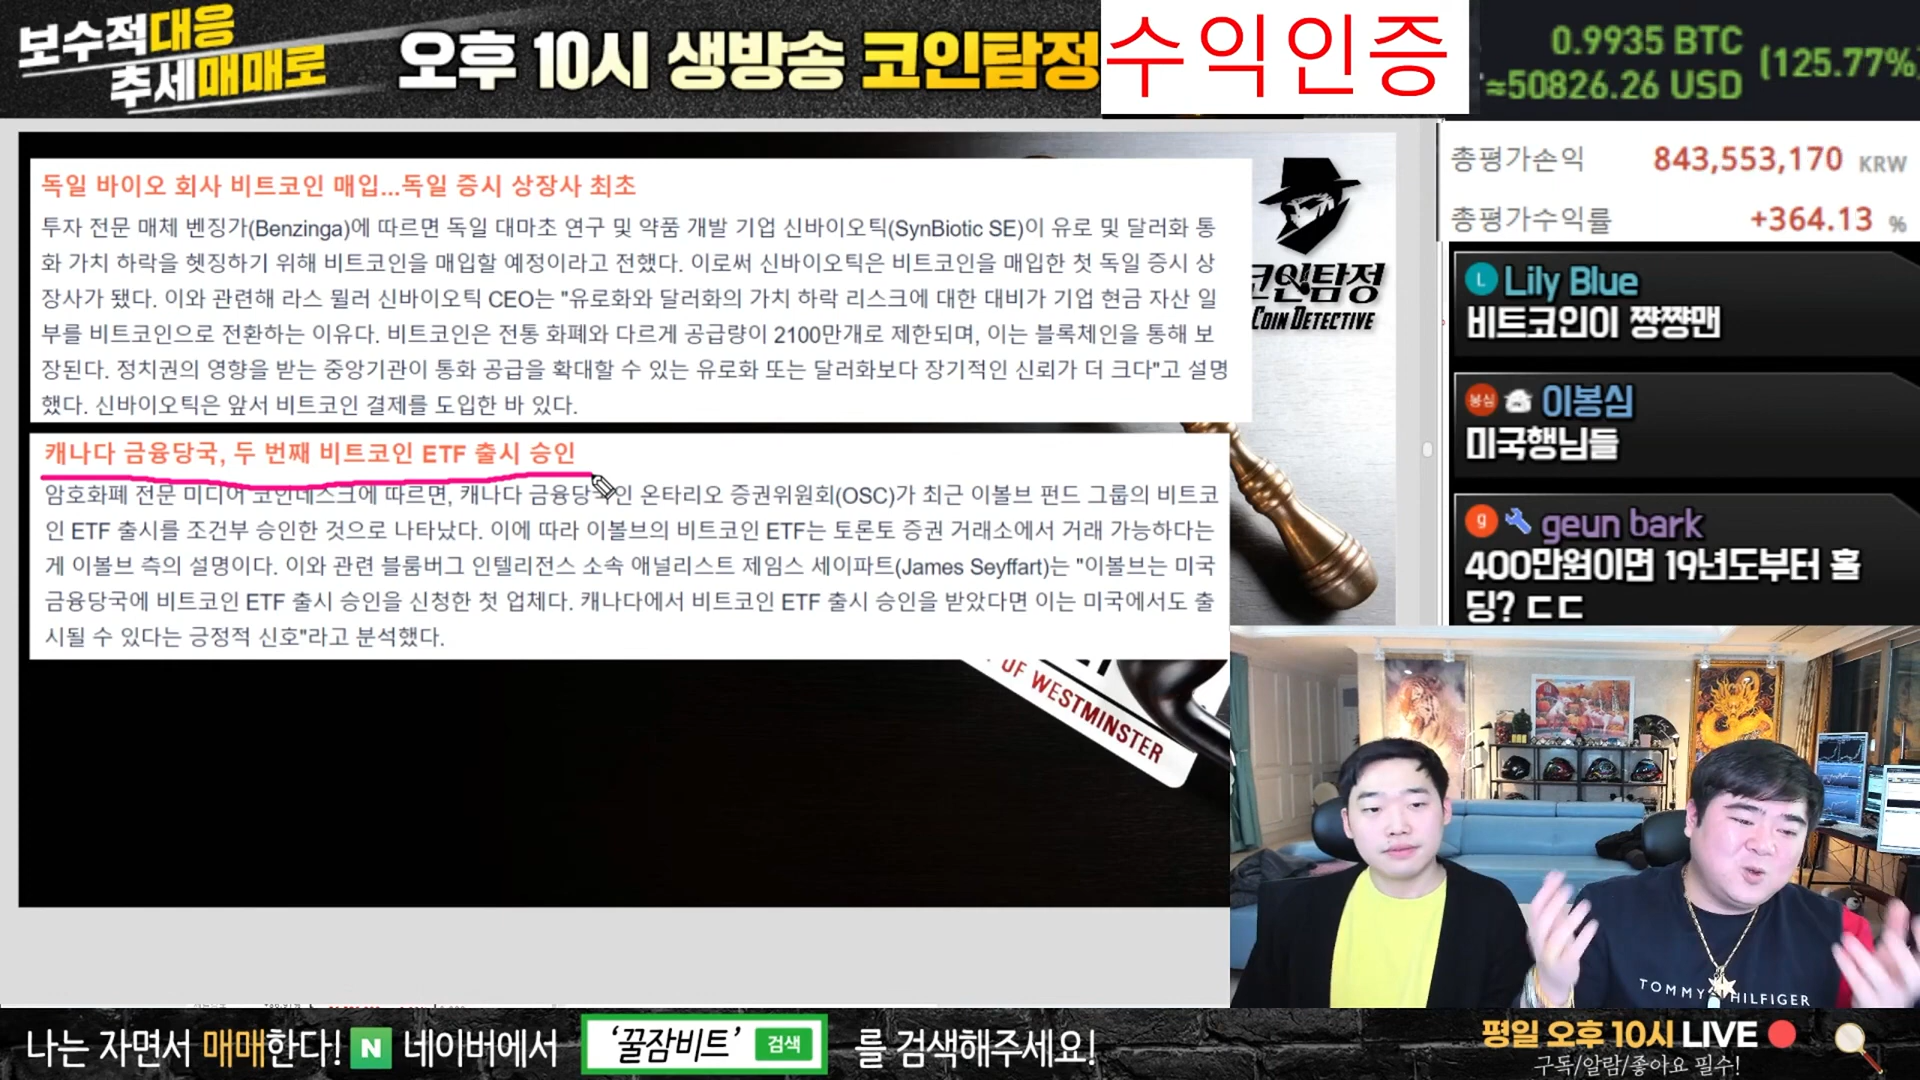 보수적대응
추세매매로
오후 10시 생방송 코인탐정
수익인증
0.9935 BTC
≈50826.26 USD
(125.77%
총평가손익 843,553,170 KRW
총평가수익률 +364.13 %
독일 바이오 회사 비트코인 매입...독일 증시 상장사 최초
투자 전문 매체 벤징가(Benzinga)에 따르면 독일 대마초 연구 및 약품 개발 기업 신바이오틱(SynBiotic SE)이 유로 및 달러화 통
화 가치 하락을 헷징하기 위해 비트코인을 매입할 예정이라고 전했다. 이로써 신바이오틱은 비트코인을 매입한 첫 독일 증시 상
장사가 됐다. 이와 관련해 라스 뮐러 신바이오틱 CEO는 "유로화와 달러화의 가치 하락 리스크에 대한 대비가 기업 현금 자산 일
부를 비트코인으로 전환하는 이유다. 비트코인은 전통 화폐와 다르게 공급량이 2100만개로 제한되며, 이는 블록체인을 통해 보
장된다. 정치권의 영향을 받는 중앙기관이 통화 공급을 확대할 수 있는 유로화 또는 달러화보다 장기적인 신뢰가 더 크다"고 설명
했다. 신바이오틱은 앞서 비트코인 결제를 도입한 바 있다.
캐나다 금융당국, 두 번째 비트코인 ETF 출시 승인
암호화폐 전문 미디어 코인데스크에 따르면, 캐나다 금융당 인 온타리오 증권위원회(OSC)가 최근 이볼브 펀드 그룹의 비트코
인 ETF 출시를 조건부 승인한 것으로 나타났다. 이에 따라 이볼브의 비트코인 ETF는 토론토 증권 거래소에서 거래 가능하다는
게 이볼브 측의 설명이다. 이와 관련 블룸버그 인텔리전스 소속 애널리스트 제임스 세이파트(James Seyffart)는 "이볼브는 미국
금융당국에 비트코인 ETF 출시 승인을 신청한 첫 업체다. 캐나다에서 비트코인 ETF 출시 승인을 받았다면 이는 미국에서도 출
시될 수 있다는 긍정적 신호"라고 분석했다.
코인탐정
COIN DETECTIVE
OF WESTMINSTER
L Lily Blue
비트코인이 쨩쨩맨
봉심 이봉심
미국행님들
g geun bark
400만원이면 19년도부터 홀
딩? ㄷㄷ
TOMMY HILFIGER
나는 자면서 매매한다! N 네이버에서 '꿀잠비트' 검색 를 검색해주세요!
평일 오후 10시 LIVE
구독/알람/좋아요 필수!